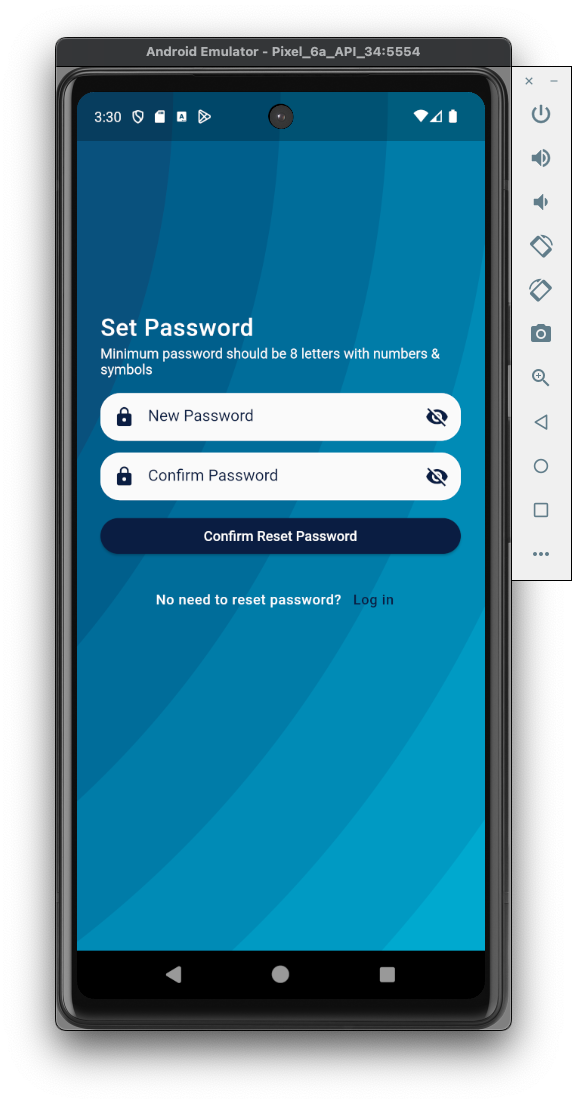 Android Emulator - Pixel_6a_API_34:5554
3:30
Set Password
Minimum password should be 8 letters with numbers &
symbols
New Password
Confirm Password
Confirm Reset Password
No need to reset password? Log in